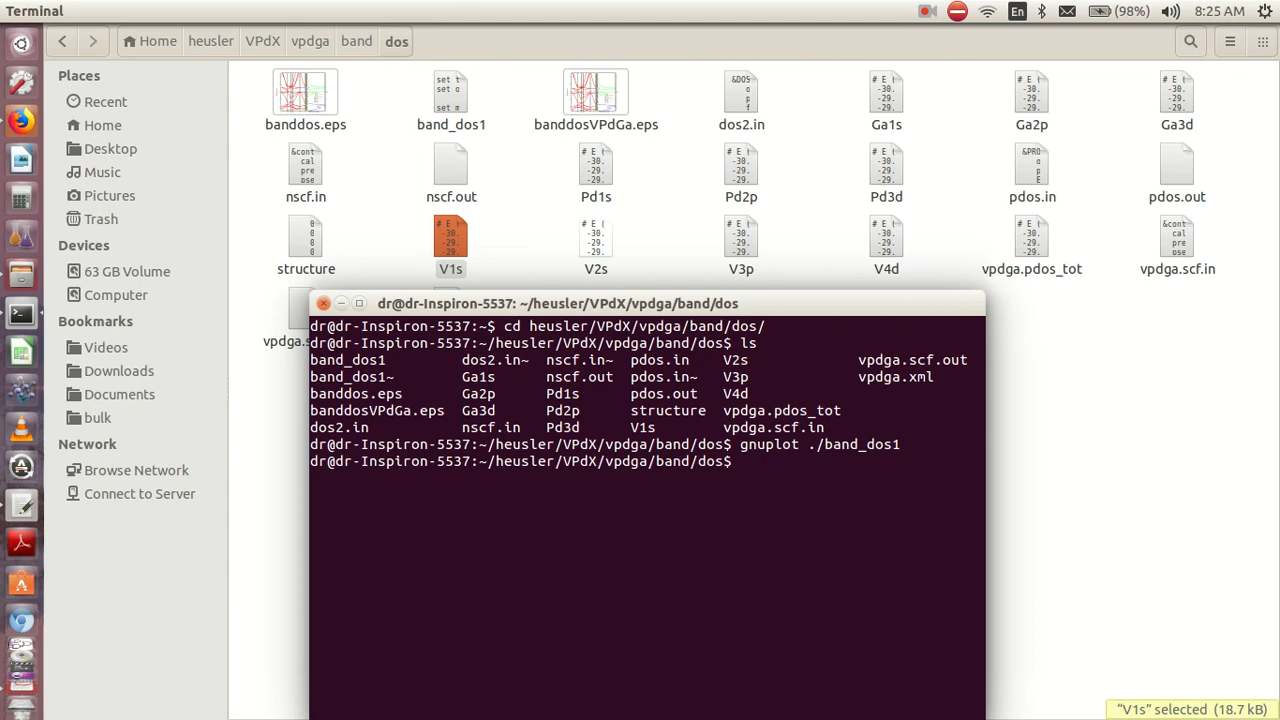 Terminal
En
(98%)
8:25 AM
Home heusler VPdX vpdga band dos
Places
Recent
Home
Desktop
Music
Pictures
Trash
Devices
63 GB Volume
Computer
Bookmarks
Videos
Downloads
Documents
bulk
Network
Browse Network
Connect to Server
banddos.eps band_dos1 banddosVPdGa.eps dos2.in Ga1s Ga2p Ga3d
nscf.in nscf.out Pd1s Pd2p Pd3d pdos.in pdos.out
structure V1s V2s V3p V4d vpdga.pdos_tot vpdga.scf.in
dr@dr-Inspiron-5537: ~/heusler/VPdX/vpdga/band/dos
dr@dr-Inspiron-5537:~$ cd heusler/VPdX/vpdga/band/dos/
dr@dr-Inspiron-5537:~/heusler/VPdX/vpdga/band/dos$ ls
band_dos1 dos2.in~ nscf.in~ pdos.in V2s vpdga.scf.out
band_dos1~ Ga1s nscf.out pdos.in~ V3p vpdga.xml
banddos.eps Ga2p Pd1s pdos.out V4d
banddosVPdGa.eps Ga3d Pd2p structure vpdga.pdos_tot
dos2.in nscf.in Pd3d V1s vpdga.scf.in
dr@dr-Inspiron-5537:~/heusler/VPdX/vpdga/band/dos$ gnuplot ./band_dos1
dr@dr-Inspiron-5537:~/heusler/VPdX/vpdga/band/dos$
"V1s" selected (18.7 kB)